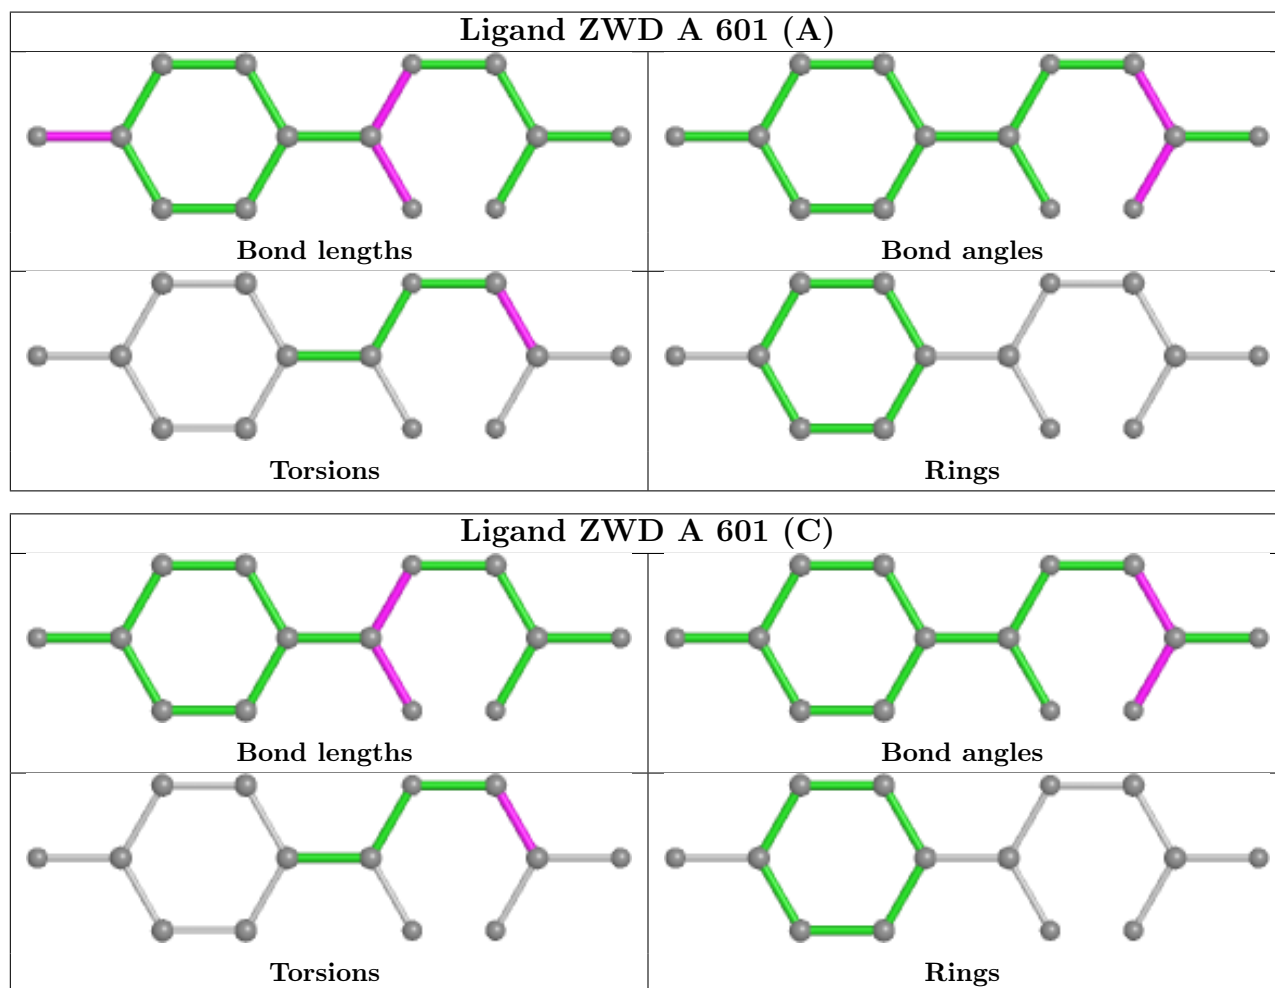 Ligand ZWD A 601 (A)
Bond lengths
Bond angles
Torsions
Rings
Ligand ZWD A 601 (C)
Bond lengths
Bond angles
Torsions
Rings